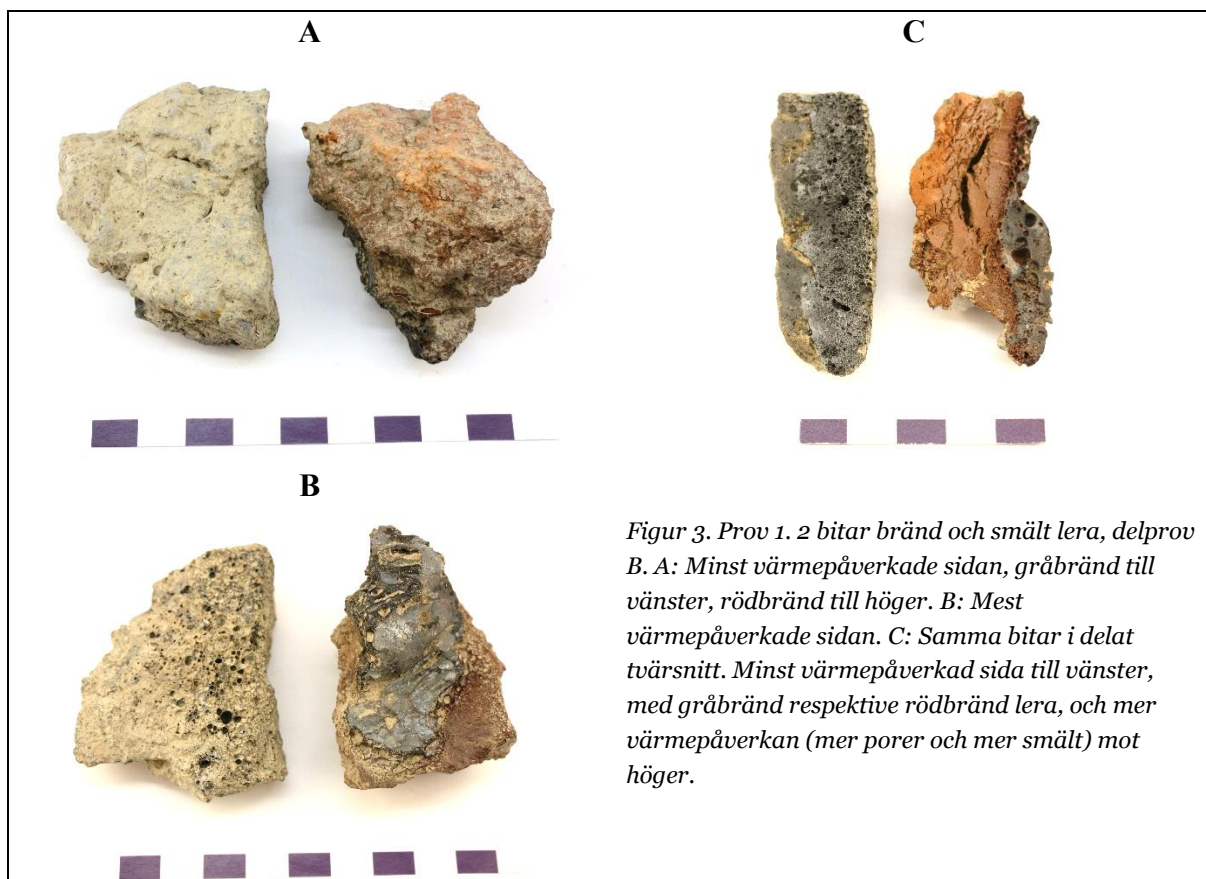 A
C
B
Figur 3. Prov 1. 2 bitar bränd och smält lera, delprov
B. A: Minst värmepåverkade sidan, gråbränd till
vänster, rödbränd till höger. B: Mest
värmepåverkade sidan. C: Samma bitar i delat
tvärsnitt. Minst värmepåverkad sida till vänster,
med gråbränd respektive rödbränd lera, och mer
värmepåverkan (mer porer och mer smält) mot
höger.